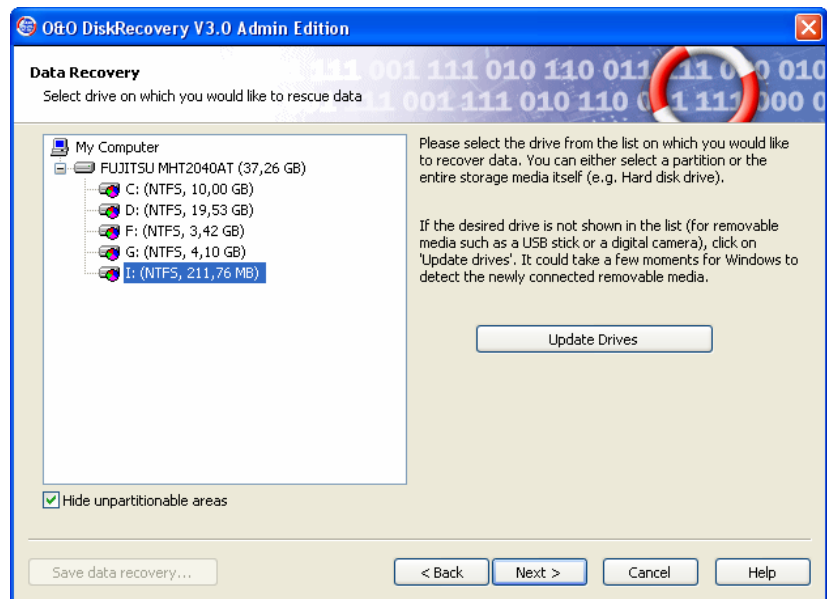 O&O DiskRecovery V3.0 Admin Edition
Data Recovery
Select drive on which you would like to rescue data
My Computer
FUJITSU MHT2040AT (37,26 GB)
C: (NTFS, 10,00 GB)
D: (NTFS, 19,53 GB)
F: (NTFS, 3,42 GB)
G: (NTFS, 4,10 GB)
I: (NTFS, 211,76 MB)
Hide unpartitionable areas
Please select the drive from the list on which you would like
to recover data. You can either select a partition or the
entire storage media itself (e.g. Hard disk drive).
If the desired drive is not shown in the list (for removable
media such as a USB stick or a digital camera), click on
'Update drives'. It could take a few moments for Windows to
detect the newly connected removable media.
Update Drives
Save data recovery...
< Back
Next >
Cancel
Help